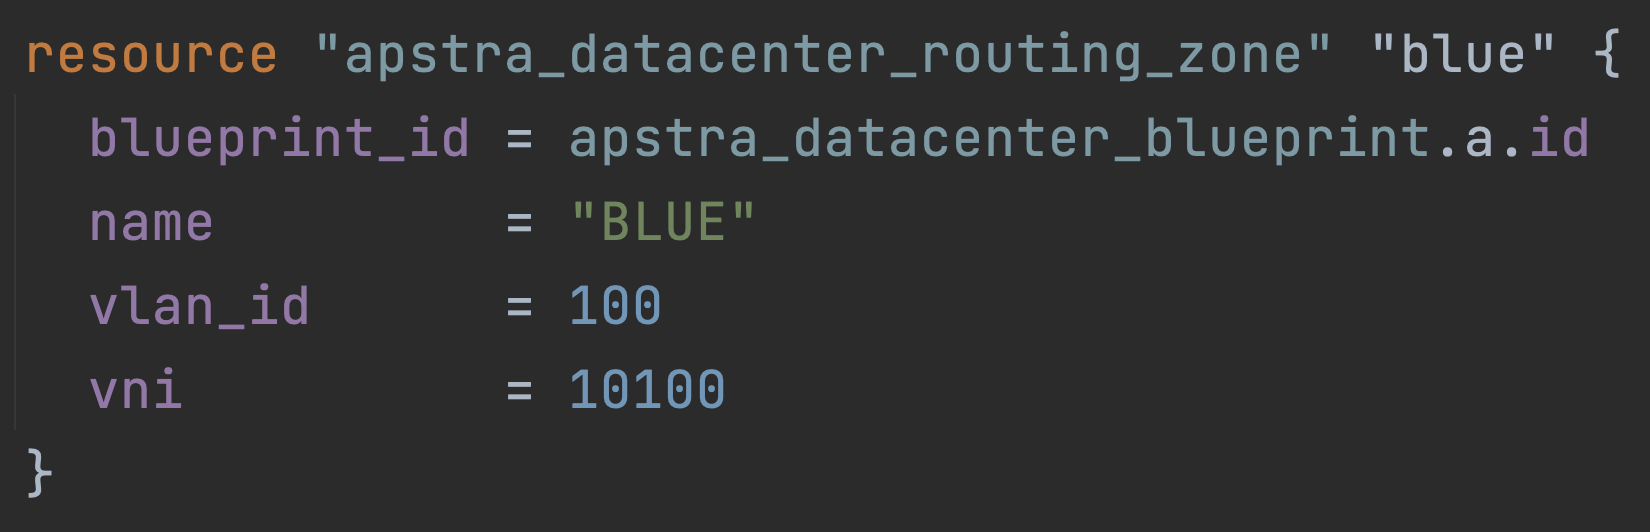 resource "apstra_datacenter_routing_zone" "blue" {
  blueprint_id = apstra_datacenter_blueprint.a.id
  name         = "BLUE"
  vlan_id      = 100
  vni          = 10100
}